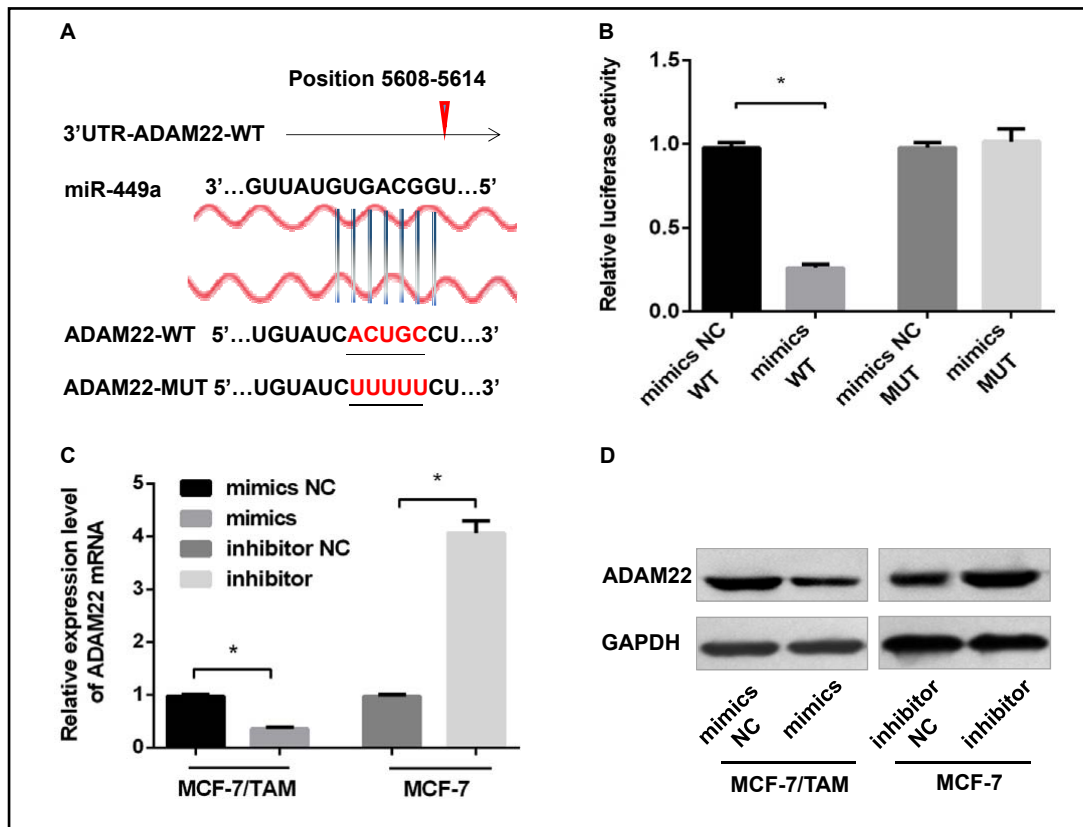 A
Position 5608-5614
3’UTR-ADAM22-WT
miR-449a 3’…GUUAUGUGACGGU…5’
ADAM22-WT 5’…UGUAUCACUGCCU…3’
ADAM22-MUT 5’…UGUAUCUUUUUCU…3’
B
Relative luciferase activity
1.5
1.0
0.5
0.0
*
mimics NC
WT
mimics
WT
mimics NC
MUT
mimics
MUT
C
Relative expression level
of ADAM22 mRNA
5
4
3
2
1
0
mimics NC
mimics
inhibitor NC
inhibitor
*
*
MCF-7/TAM
MCF-7
D
ADAM22
GAPDH
mimics
NC
mimics
inhibitor
NC
inhibitor
MCF-7/TAM
MCF-7